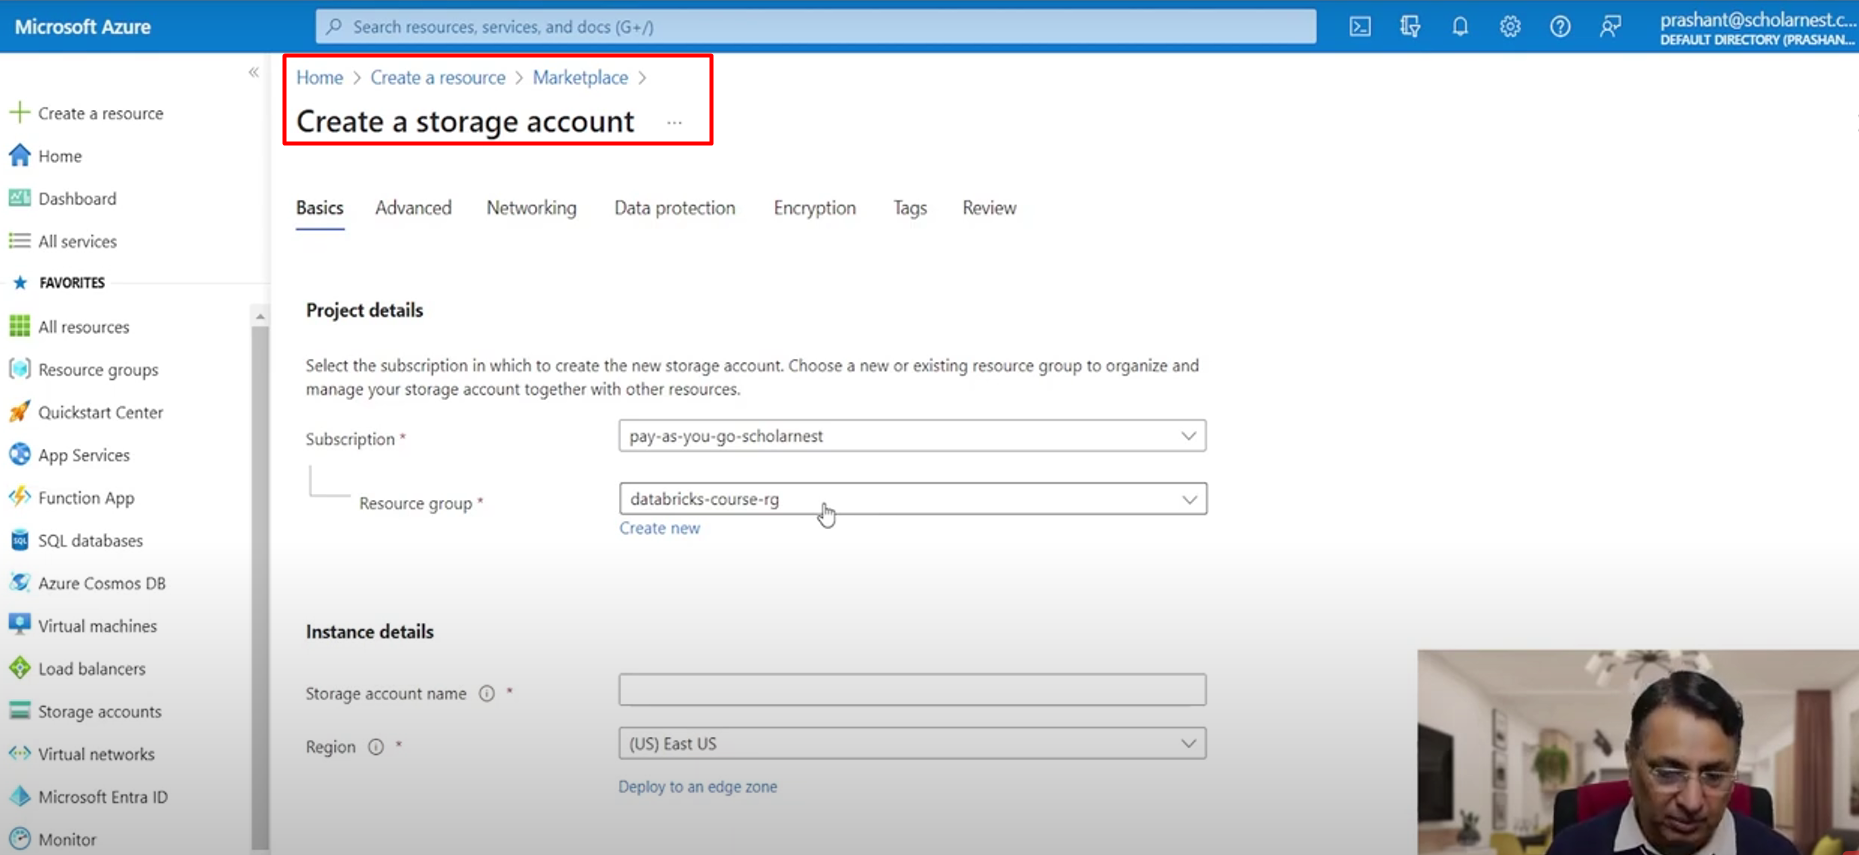 Microsoft Azure
Search resources, services, and docs (G+/)
prashant@scholarnest.c...
DEFAULT DIRECTORY (PRASHAN...
Home > Create a resource > Marketplace >
Create a storage account ...
Create a resource
Home
Dashboard
All services
FAVORITES
All resources
Resource groups
Quickstart Center
App Services
Function App
SQL databases
Azure Cosmos DB
Virtual machines
Load balancers
Storage accounts
Virtual networks
Microsoft Entra ID
Monitor
Basics Advanced Networking Data protection Encryption Tags Review
Project details
Select the subscription in which to create the new storage account. Choose a new or existing resource group to organize and
manage your storage account together with other resources.
Subscription * pay-as-you-go-scholarnest
Resource group * databricks-course-rg
Create new
Instance details
Storage account name *
Region * (US) East US
Deploy to an edge zone